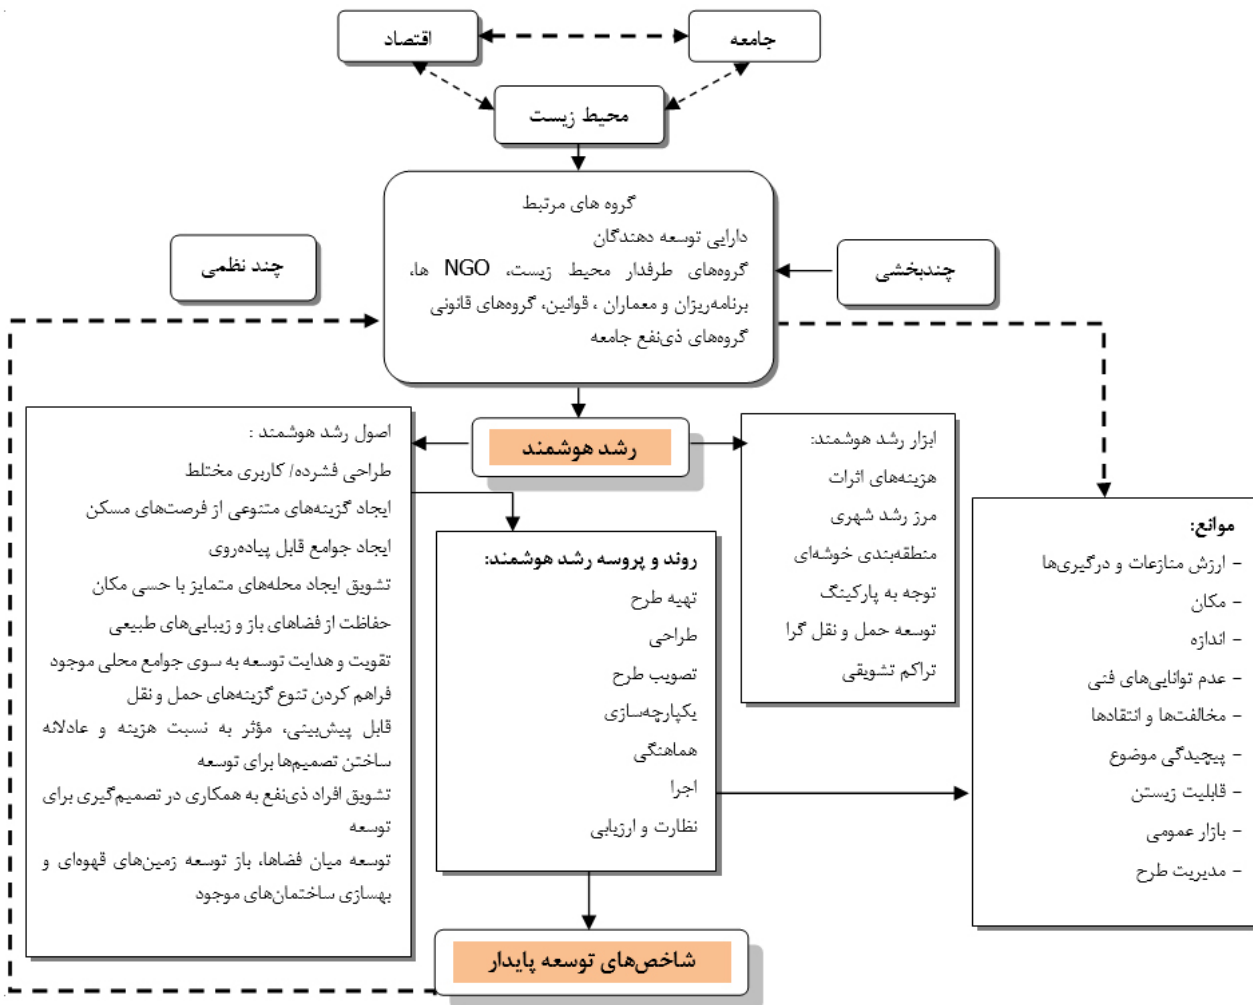 جامعه
اقتصاد
محیط زیست
گروه های مرتبط
دارایی توسعه دهندگان
گروه‌های طرفدار محیط زیست، NGO ها،
برنامه‌ریزان و معماران ، قوانین، گروه‌های قانونی
گروه‌های ذی‌نفع جامعه
چندبخشی
چند نظمی
رشد هوشمند
ابزار رشد هوشمند:
هزینه‌های اثرات
مرز رشد شهری
منطقه‌بندی خوشه‌ای
توجه به پارکینگ
توسعه حمل و نقل گرا
تراکم تشویقی
اصول رشد هوشمند :
طراحی فشرده/ کاربری مختلط
ایجاد گزینه‌های متنوعی از فرصت‌های مسکن
ایجاد جوامع قابل پیاده‌روی
تشویق ایجاد محله‌های متمایز با حسی مکان
حفاظت از فضاهای باز و زیبایی‌های طبیعی
تقویت و هدایت توسعه به سوی جوامع محلی موجود
فراهم کردن تنوع گزینه‌های حمل و نقل
قابل پیش‌بینی، مؤثر به نسبت هزینه و عادلانه
ساختن تصمیم‌ها برای توسعه
تشویق افراد ذی‌نفع به همکاری در تصمیم‌گیری برای
توسعه
توسعه میان فضاها، باز توسعه زمین‌های قهوه‌ای و
بهسازی ساختمان‌های موجود
روند و پروسه رشد هوشمند:
تهیه طرح
طراحی
تصویب طرح
یکپارچه‌سازی
هماهنگی
اجرا
نظارت و ارزیابی
موانع:
- ارزش منازعات و درگیری‌ها
- مکان
- اندازه
- عدم توانایی‌های فنی
- مخالفت‌ها و انتقادها
- پیچیدگی موضوع
- قابلیت زیستن
- بازار عمومی
- مدیریت طرح
شاخص‌های توسعه پایدار